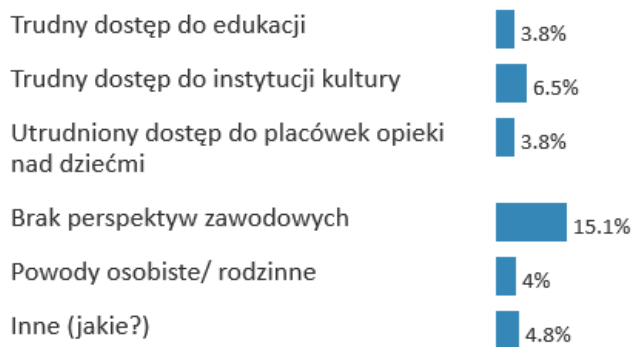 Trudny dostęp do edukacji 3.8%
Trudny dostęp do instytucji kultury 6.5%
Utrudniony dostęp do placówek opieki 3.8%
nad dziećmi
Brak perspektyw zawodowych 15.1%
Powody osobiste/ rodzinne 4%
Inne (jakie?) 4.8%